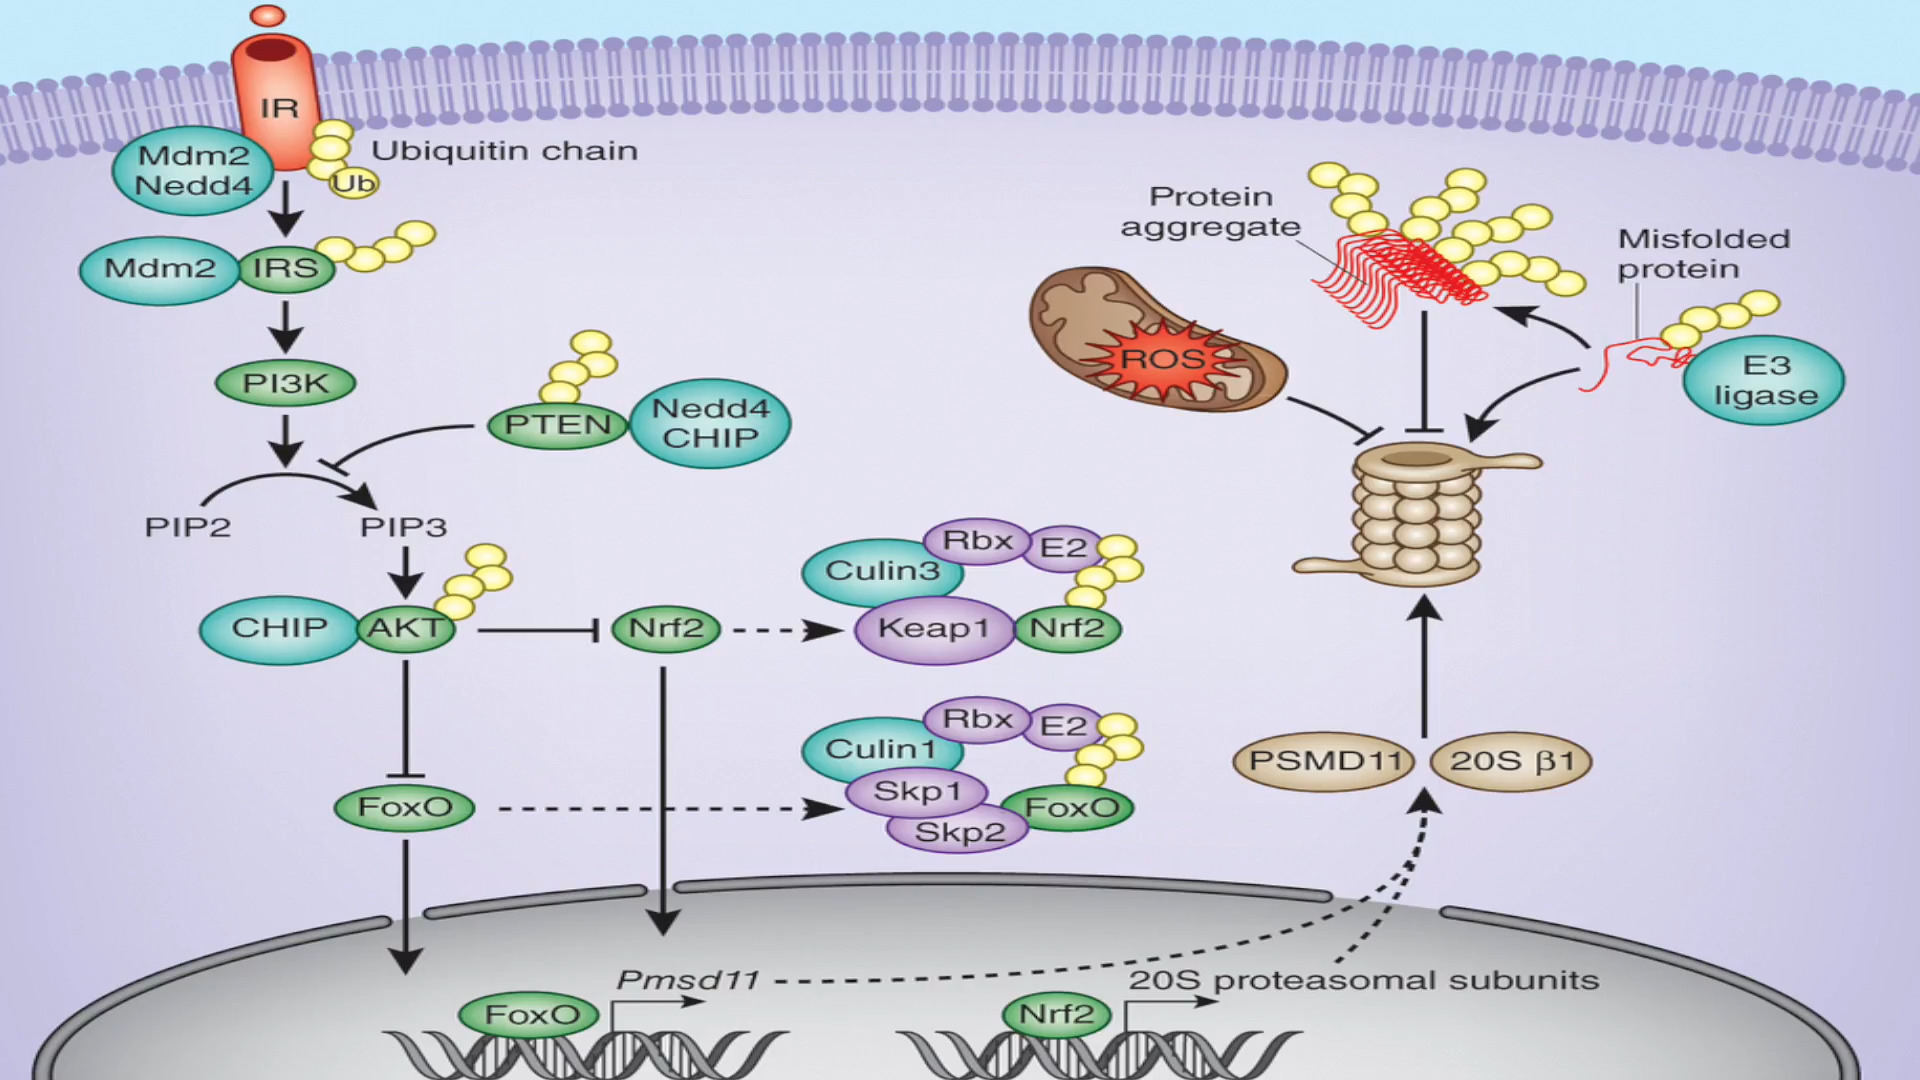 IR
Mdm2
Nedd4
Ubiquitin chain
Ub
Mdm2
IRS
PI3K
PTEN
Nedd4
CHIP
PIP2
PIP3
CHIP
AKT
Nrf2
FoxO
Culin3
Rbx
E2
Keap1
Nrf2
Culin1
Rbx
E2
Skp1
Skp2
FoxO
Protein
aggregate
Misfolded
protein
ROS
E3
ligase
PSMD11
20S β1
Pmsd11
20S proteasomal subunits
FoxO
Nrf2